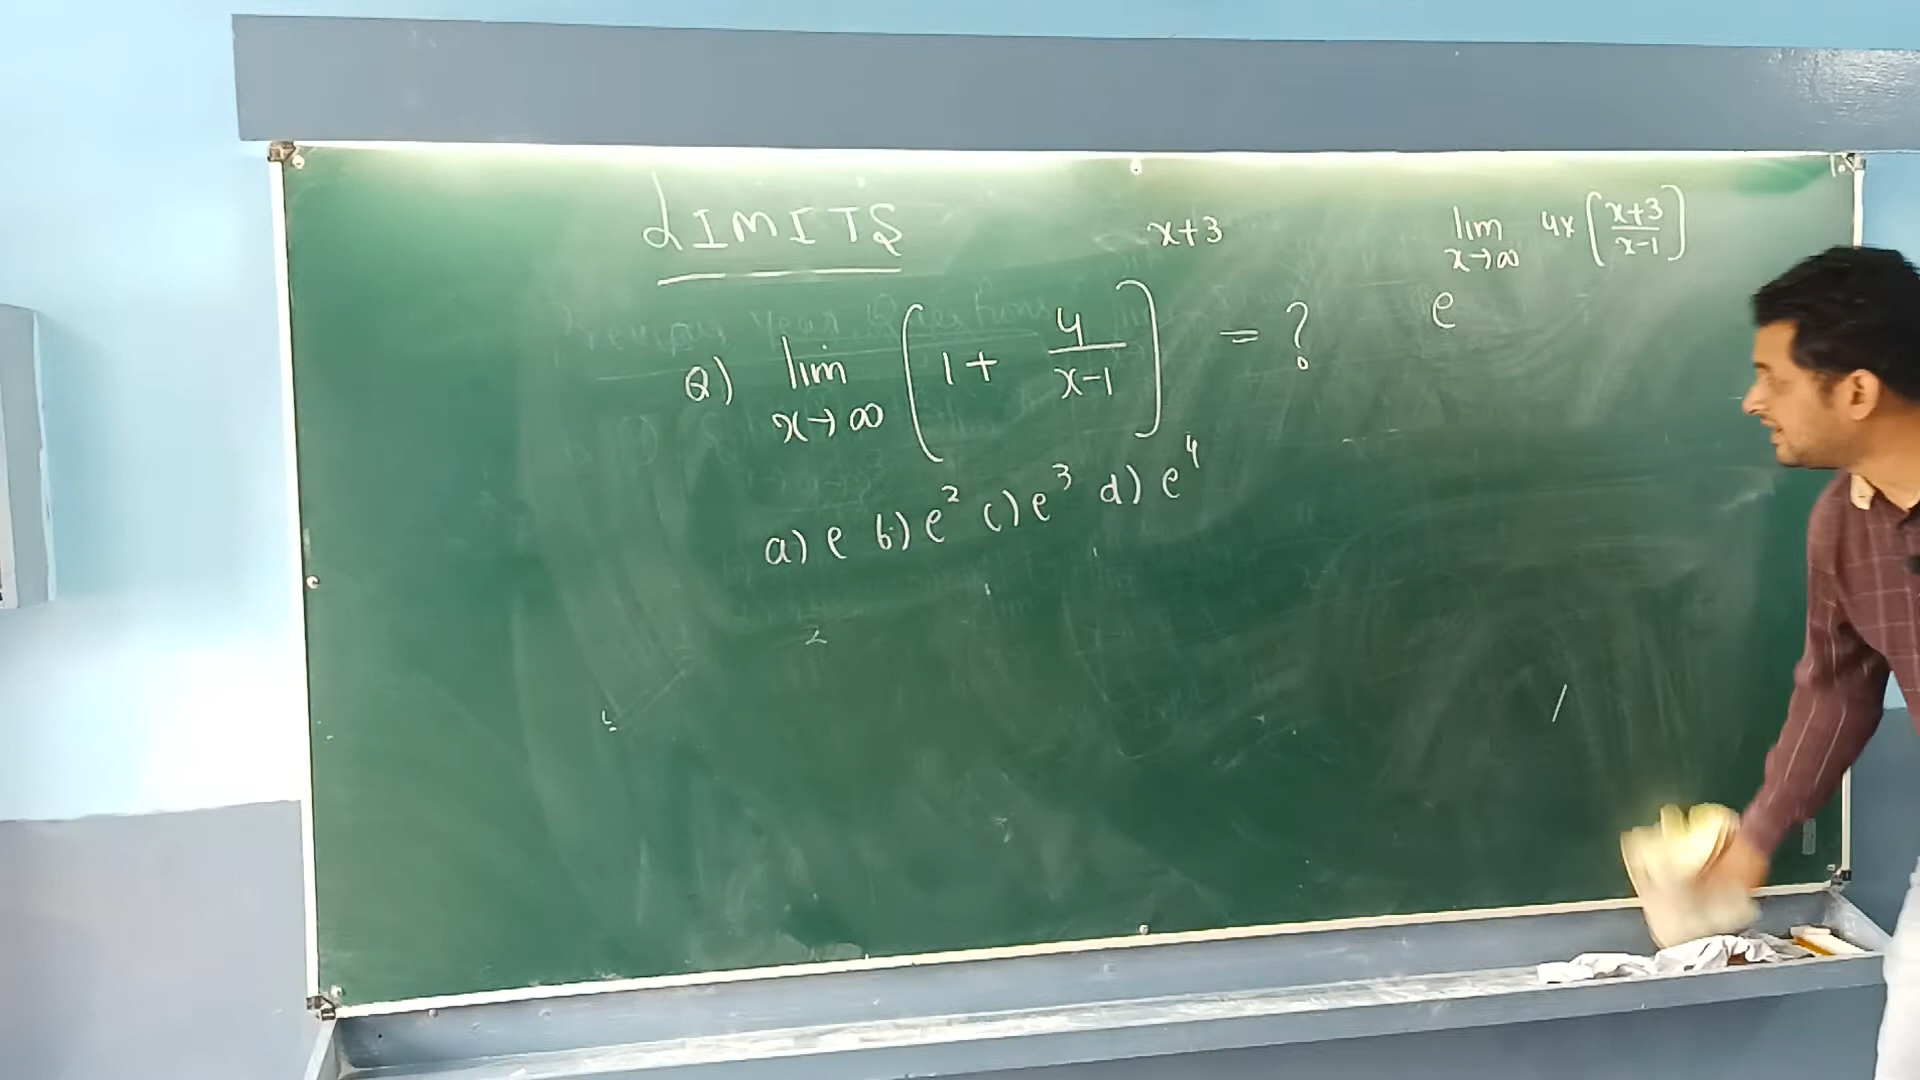 LIMITS
x+3
Q) lim x→∞ (1 + 4/(x-1)) = ?
a) e b) e² c) e³ d) e⁴
lim x→∞ 4x (x+3/x-1)
e